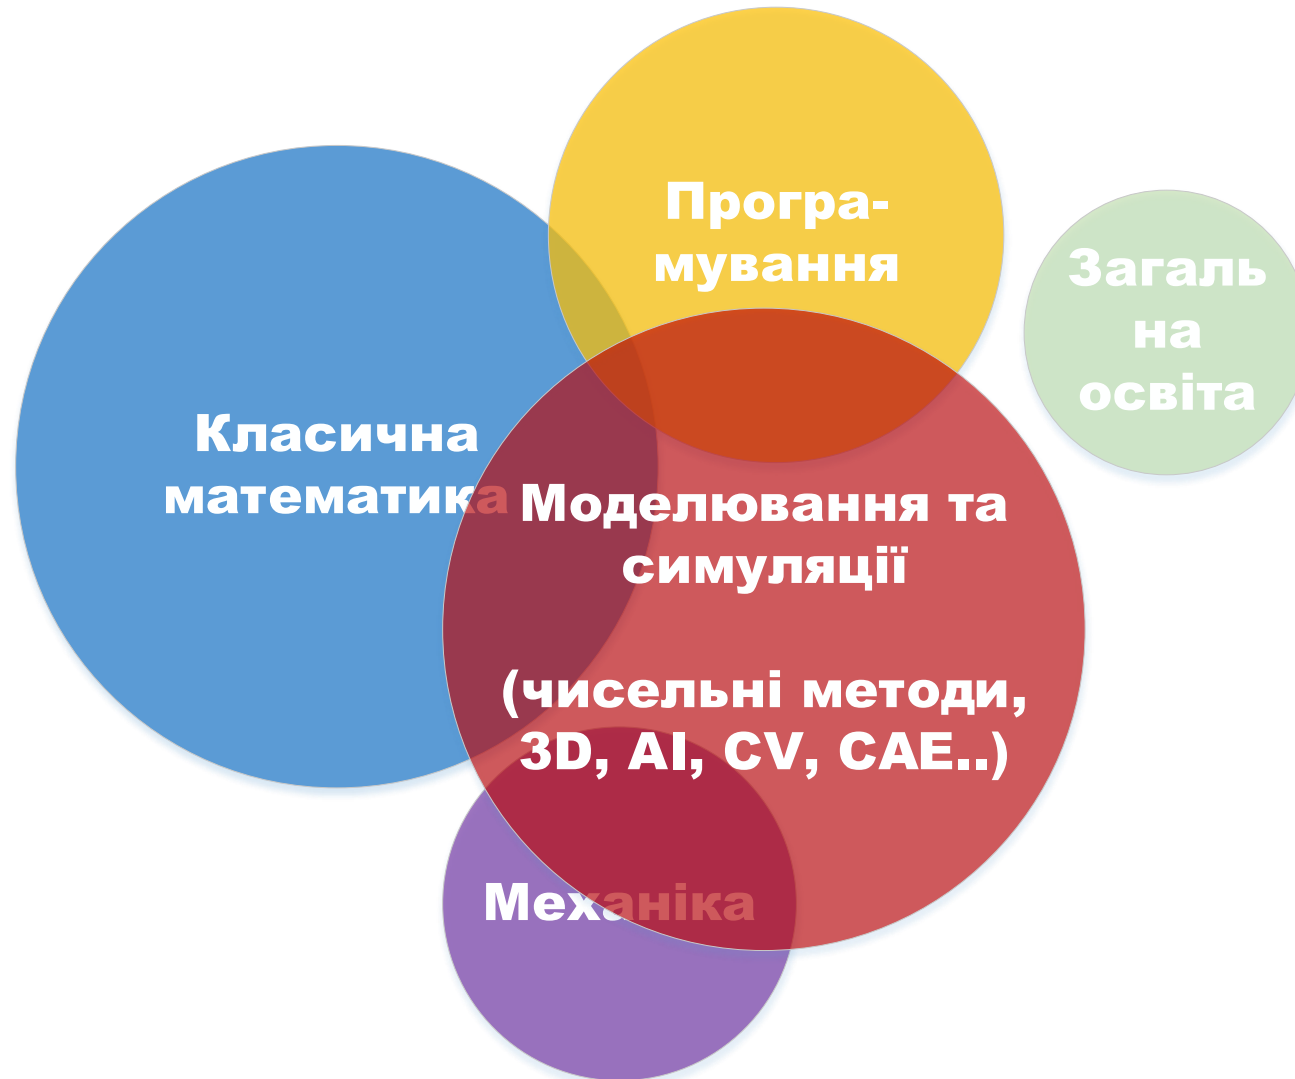 Програ-
мування
Загаль
на
освіта
Класична
математика
Моделювання та
симуляції
(чисельні методи,
3D, AI, CV, CAE..)
Механіка